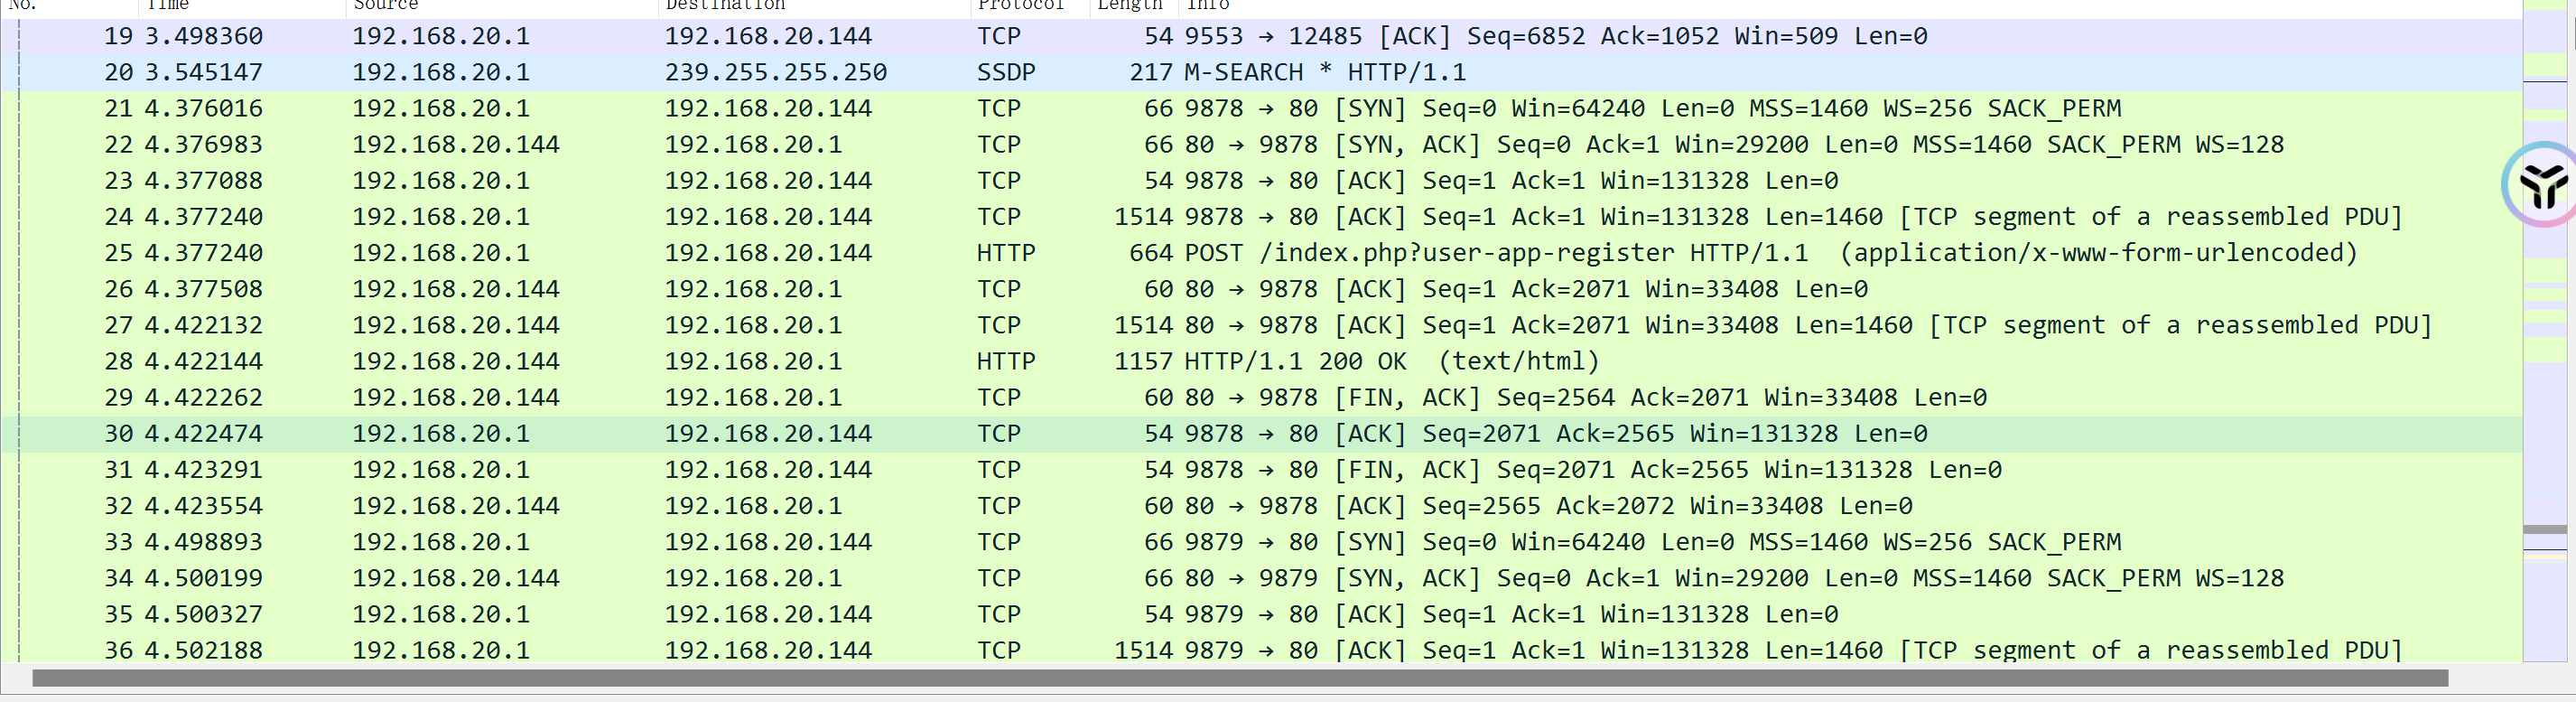 No. Time Source Destination Protocol Length Info
19 3.498360 192.168.20.1 192.168.20.144 TCP 54 9553 → 12485 [ACK] Seq=6852 Ack=1052 Win=509 Len=0
20 3.545147 192.168.20.1 239.255.255.250 SSDP 217 M-SEARCH * HTTP/1.1
21 4.376016 192.168.20.1 192.168.20.144 TCP 66 9878 → 80 [SYN] Seq=0 Win=64240 Len=0 MSS=1460 WS=256 SACK_PERM
22 4.376983 192.168.20.144 192.168.20.1 TCP 66 80 → 9878 [SYN, ACK] Seq=0 Ack=1 Win=29200 Len=0 MSS=1460 SACK_PERM WS=128
23 4.377088 192.168.20.1 192.168.20.144 TCP 54 9878 → 80 [ACK] Seq=1 Ack=1 Win=131328 Len=0
24 4.377240 192.168.20.1 192.168.20.144 TCP 1514 9878 → 80 [ACK] Seq=1 Ack=1 Win=131328 Len=1460 [TCP segment of a reassembled PDU]
25 4.377240 192.168.20.1 192.168.20.144 HTTP 664 POST /index.php?user-app-register HTTP/1.1 (application/x-www-form-urlencoded)
26 4.377508 192.168.20.144 192.168.20.1 TCP 60 80 → 9878 [ACK] Seq=1 Ack=2071 Win=33408 Len=0
27 4.422132 192.168.20.144 192.168.20.1 TCP 1514 80 → 9878 [ACK] Seq=1 Ack=2071 Win=33408 Len=1460 [TCP segment of a reassembled PDU]
28 4.422144 192.168.20.144 192.168.20.1 HTTP 1157 HTTP/1.1 200 OK (text/html)
29 4.422262 192.168.20.144 192.168.20.1 TCP 60 80 → 9878 [FIN, ACK] Seq=2564 Ack=2071 Win=33408 Len=0
30 4.422474 192.168.20.1 192.168.20.144 TCP 54 9878 → 80 [ACK] Seq=2071 Ack=2565 Win=131328 Len=0
31 4.423291 192.168.20.1 192.168.20.144 TCP 54 9878 → 80 [FIN, ACK] Seq=2071 Ack=2565 Win=131328 Len=0
32 4.423554 192.168.20.144 192.168.20.1 TCP 60 80 → 9878 [ACK] Seq=2565 Ack=2072 Win=33408 Len=0
33 4.498893 192.168.20.1 192.168.20.144 TCP 66 9879 → 80 [SYN] Seq=0 Win=64240 Len=0 MSS=1460 WS=256 SACK_PERM
34 4.500199 192.168.20.144 192.168.20.1 TCP 66 80 → 9879 [SYN, ACK] Seq=0 Ack=1 Win=29200 Len=0 MSS=1460 SACK_PERM WS=128
35 4.500327 192.168.20.1 192.168.20.144 TCP 54 9879 → 80 [ACK] Seq=1 Ack=1 Win=131328 Len=0
36 4.502188 192.168.20.1 192.168.20.144 TCP 1514 9879 → 80 [ACK] Seq=1 Ack=1 Win=131328 Len=1460 [TCP segment of a reassembled PDU]